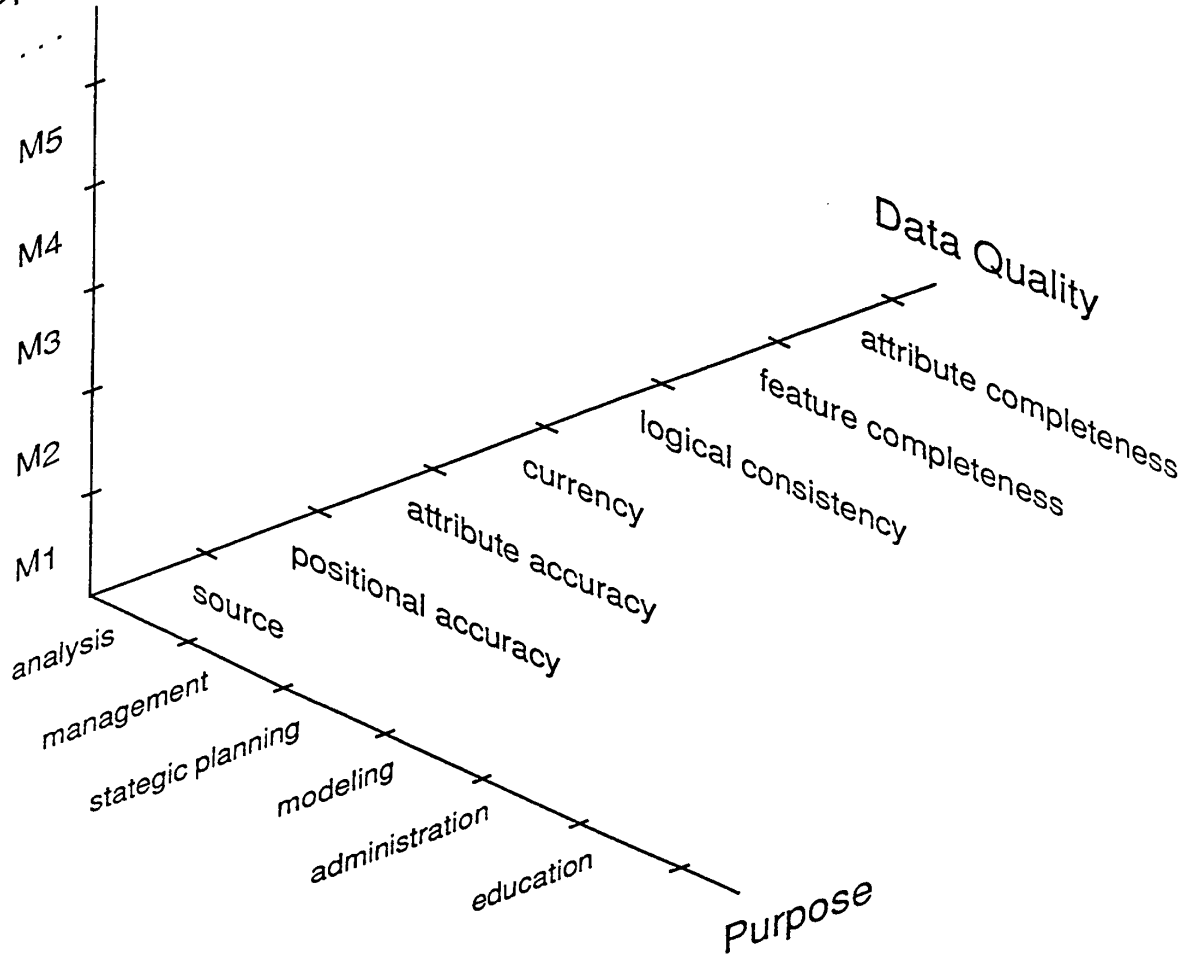 . . .
M5
M4
M3
M2
M1
Data Quality
attribute completeness
feature completeness
logical consistency
currency
attribute accuracy
positional accuracy
source
analysis
management
stategic planning
modeling
administration
education
Purpose